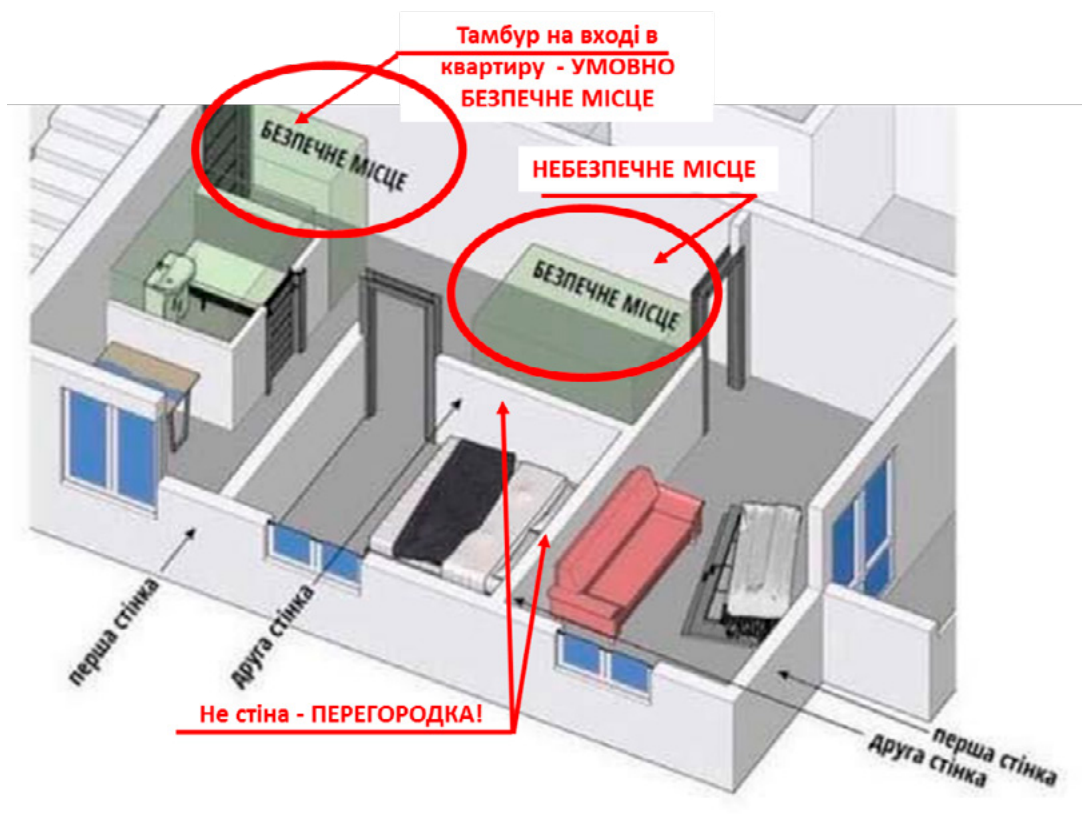 Тамбур на вході в
квартиру - УМОВНО
БЕЗПЕЧНЕ МІСЦЕ
БЕЗПЕЧНЕ МІСЦЕ
НЕБЕЗПЕЧНЕ МІСЦЕ
БЕЗПЕЧНЕ МІСЦЕ
перша стінка
друга стінка
Не стіна - ПЕРЕГОРОДКА!
перша стінка
друга стінка